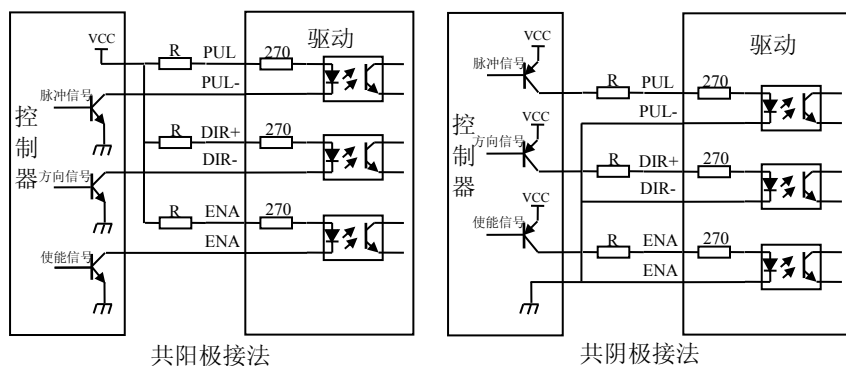 控制器
VCC
R
PUL
270
驱动
脉冲信号
PUL-
R
DIR+
270
方向信号
DIR-
R
ENA
270
使能信号
ENA
共阳极接法
控制器
VCC
脉冲信号
R
PUL
270
驱动
PUL-
VCC
方向信号
R
DIR+
270
DIR-
VCC
使能信号
R
ENA
270
ENA
共阴极接法